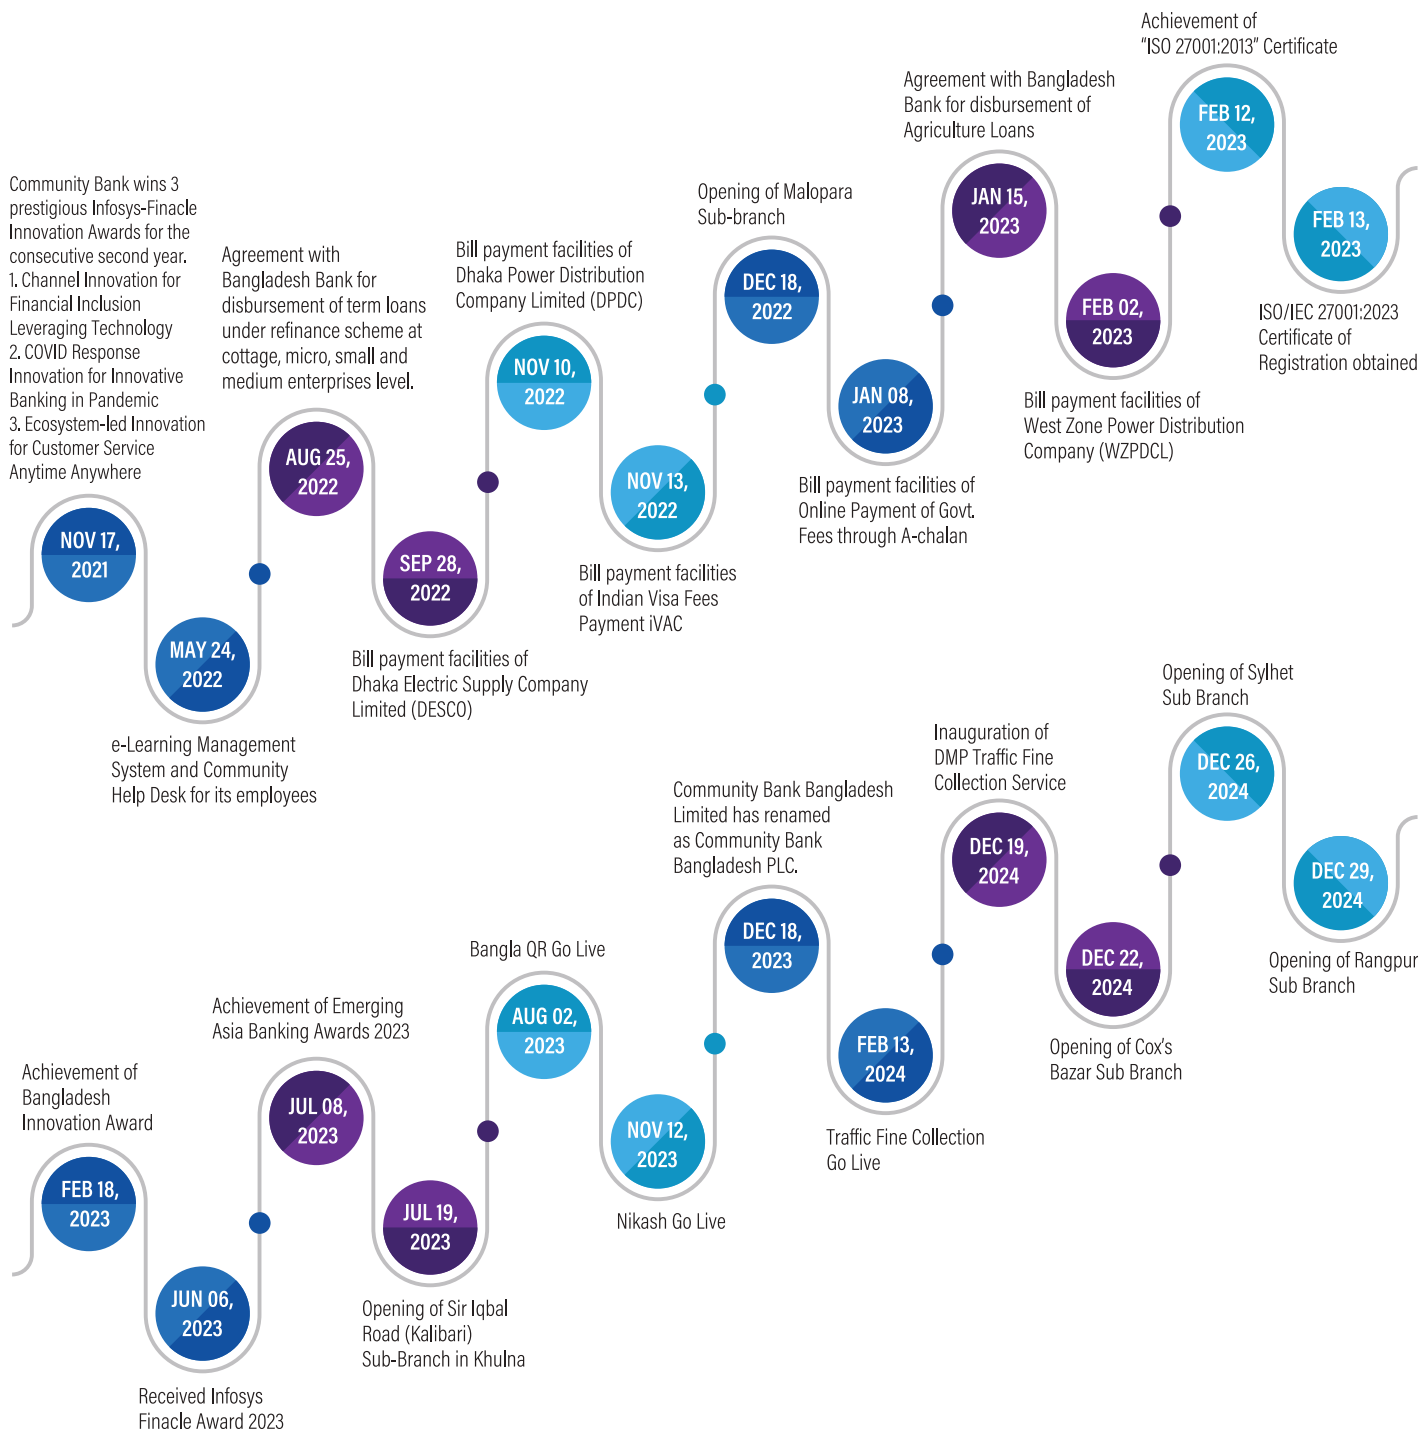 Community Bank wins 3
prestigious Infosys-Finacle
Innovation Awards for the
consecutive second year.
1. Channel Innovation for
Financial Inclusion
Leveraging Technology
2. COVID Response
Innovation for Innovative
Banking in Pandemic
3. Ecosystem-led Innovation
for Customer Service
Anytime Anywhere
NOV 17,
2021
MAY 24,
2022
e-Learning Management
System and Community
Help Desk for its employees
Agreement with
Bangladesh Bank for
disbursement of term loans
under refinance scheme at
cottage, micro, small and
medium enterprises level.
AUG 25,
2022
SEP 28,
2022
Bill payment facilities of
Dhaka Electric Supply Company
Limited (DESCO)
Bill payment facilities of
Dhaka Power Distribution
Company Limited (DPDC)
NOV 10,
2022
NOV 13,
2022
Bill payment facilities
of Indian Visa Fees
Payment iVAC
Opening of Malopara
Sub-branch
DEC 18,
2022
JAN 08,
2023
Bill payment facilities of
Online Payment of Govt.
Fees through A-chalan
Agreement with Bangladesh
Bank for disbursement of
Agriculture Loans
JAN 15,
2023
FEB 02,
2023
Bill payment facilities of
West Zone Power Distribution
Company (WZPDCL)
Achievement of
“ISO 27001:2013” Certificate
FEB 12,
2023
FEB 13,
2023
ISO/IEC 27001:2023
Certificate of
Registration obtained
Achievement of
Bangladesh
Innovation Award
FEB 18,
2023
JUN 06,
2023
Received Infosys
Finacle Award 2023
Achievement of Emerging
Asia Banking Awards 2023
JUL 08,
2023
JUL 19,
2023
Opening of Sir Iqbal
Road (Kalibari)
Sub-Branch in Khulna
Bangla QR Go Live
AUG 02,
2023
NOV 12,
2023
Nikash Go Live
Community Bank Bangladesh
Limited has renamed
as Community Bank
Bangladesh PLC.
DEC 18,
2023
FEB 13,
2024
Traffic Fine Collection
Go Live
Inauguration of
DMP Traffic Fine
Collection Service
DEC 19,
2024
DEC 22,
2024
Opening of Cox’s
Bazar Sub Branch
Opening of Sylhet
Sub Branch
DEC 26,
2024
DEC 29,
2024
Opening of Rangpur
Sub Branch